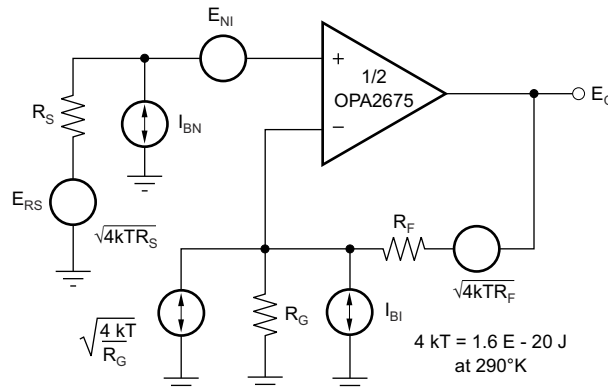 E_NI
+
1/2
OPA2675
−
R_S
I_BN
E_O
E_RS
√4kTR_S
R_F
√4kTR_F
√(4 kT / R_G)
R_G
I_BI
4 kT = 1.6 E - 20 J
at 290°K